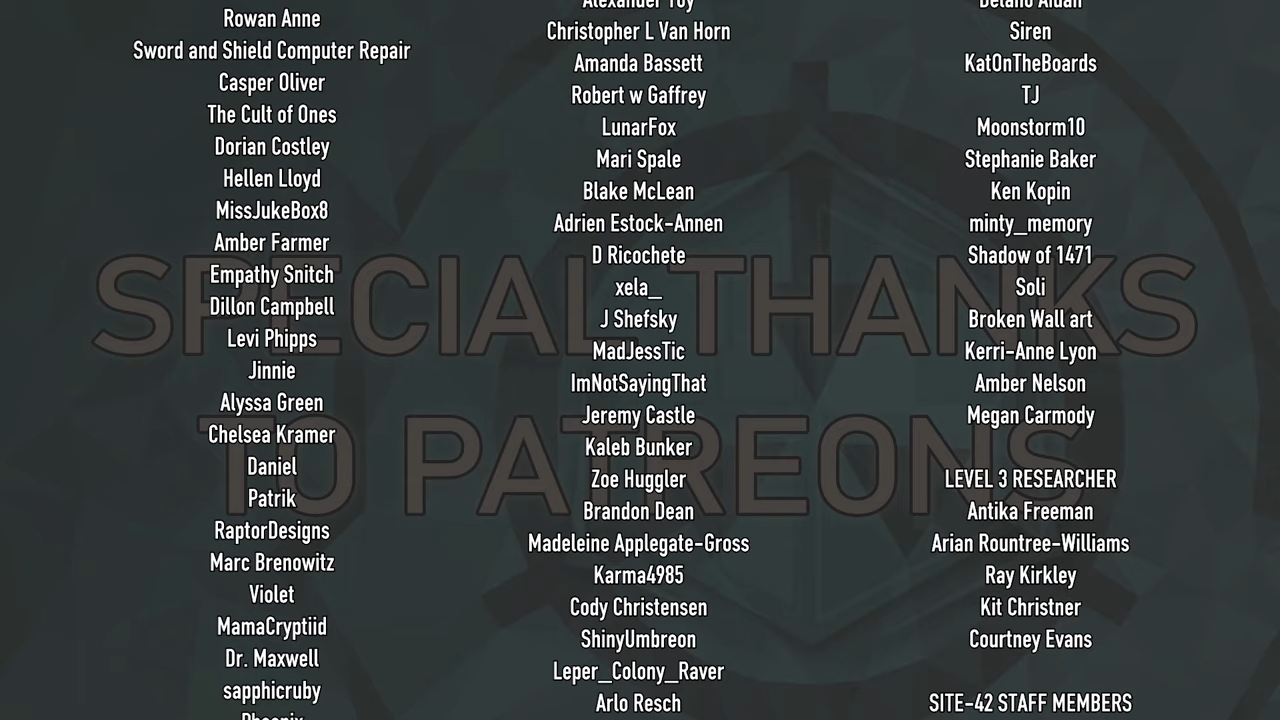 SPECIAL THANKS
TO PATREONS
Rowan Anne
Sword and Shield Computer Repair
Casper Oliver
The Cult of Ones
Dorian Costley
Hellen Lloyd
MissJukeBox8
Amber Farmer
Empathy Snitch
Dillon Campbell
Levi Phipps
Jinnie
Alyssa Green
Chelsea Kramer
Daniel
Patrik
RaptorDesigns
Marc Brenowitz
Violet
MamaCryptiid
Dr. Maxwell
sapphicruby
Phoenix
Alexander Toy
Christopher L Van Horn
Amanda Bassett
Robert w Gaffrey
LunarFox
Mari Spale
Blake McLean
Adrien Estock-Annen
D Ricochete
xela_
J Shefsky
MadJessTic
ImNotSayingThat
Jeremy Castle
Kaleb Bunker
Zoe Huggler
Brandon Dean
Madeleine Applegate-Gross
Karma4985
Cody Christensen
ShinyUmbreon
Leper_Colony_Raver
Arlo Resch
Delano Aidan
Siren
KatOnTheBoards
TJ
Moonstorm10
Stephanie Baker
Ken Kopin
minty_memory
Shadow of 1471
Soli
Broken Wall art
Kerri-Anne Lyon
Amber Nelson
Megan Carmody
LEVEL 3 RESEARCHER
Antika Freeman
Arian Rountree-Williams
Ray Kirkley
Kit Christner
Courtney Evans
SITE-42 STAFF MEMBERS